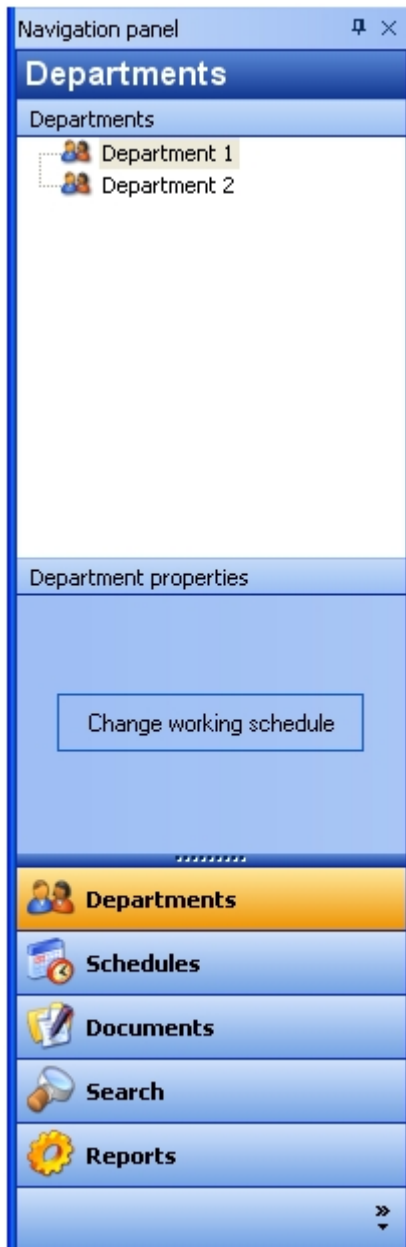 Navigation panel
Departments
Departments
Department 1
Department 2
Department properties
Change working schedule
Departments
Schedules
Documents
Search
Reports